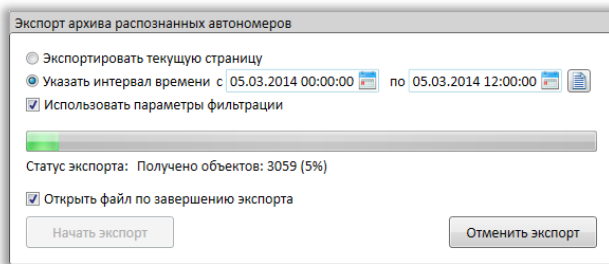 Экспорт архива распознанных автономеров
Экспортировать текущую страницу
Указать интервал времени с 05.03.2014 00:00:00 по 05.03.2014 12:00:00
Использовать параметры фильтрации
Статус экспорта: Получено объектов: 3059 (5%)
Открыть файл по завершению экспорта
Начать экспорт Отменить экспорт